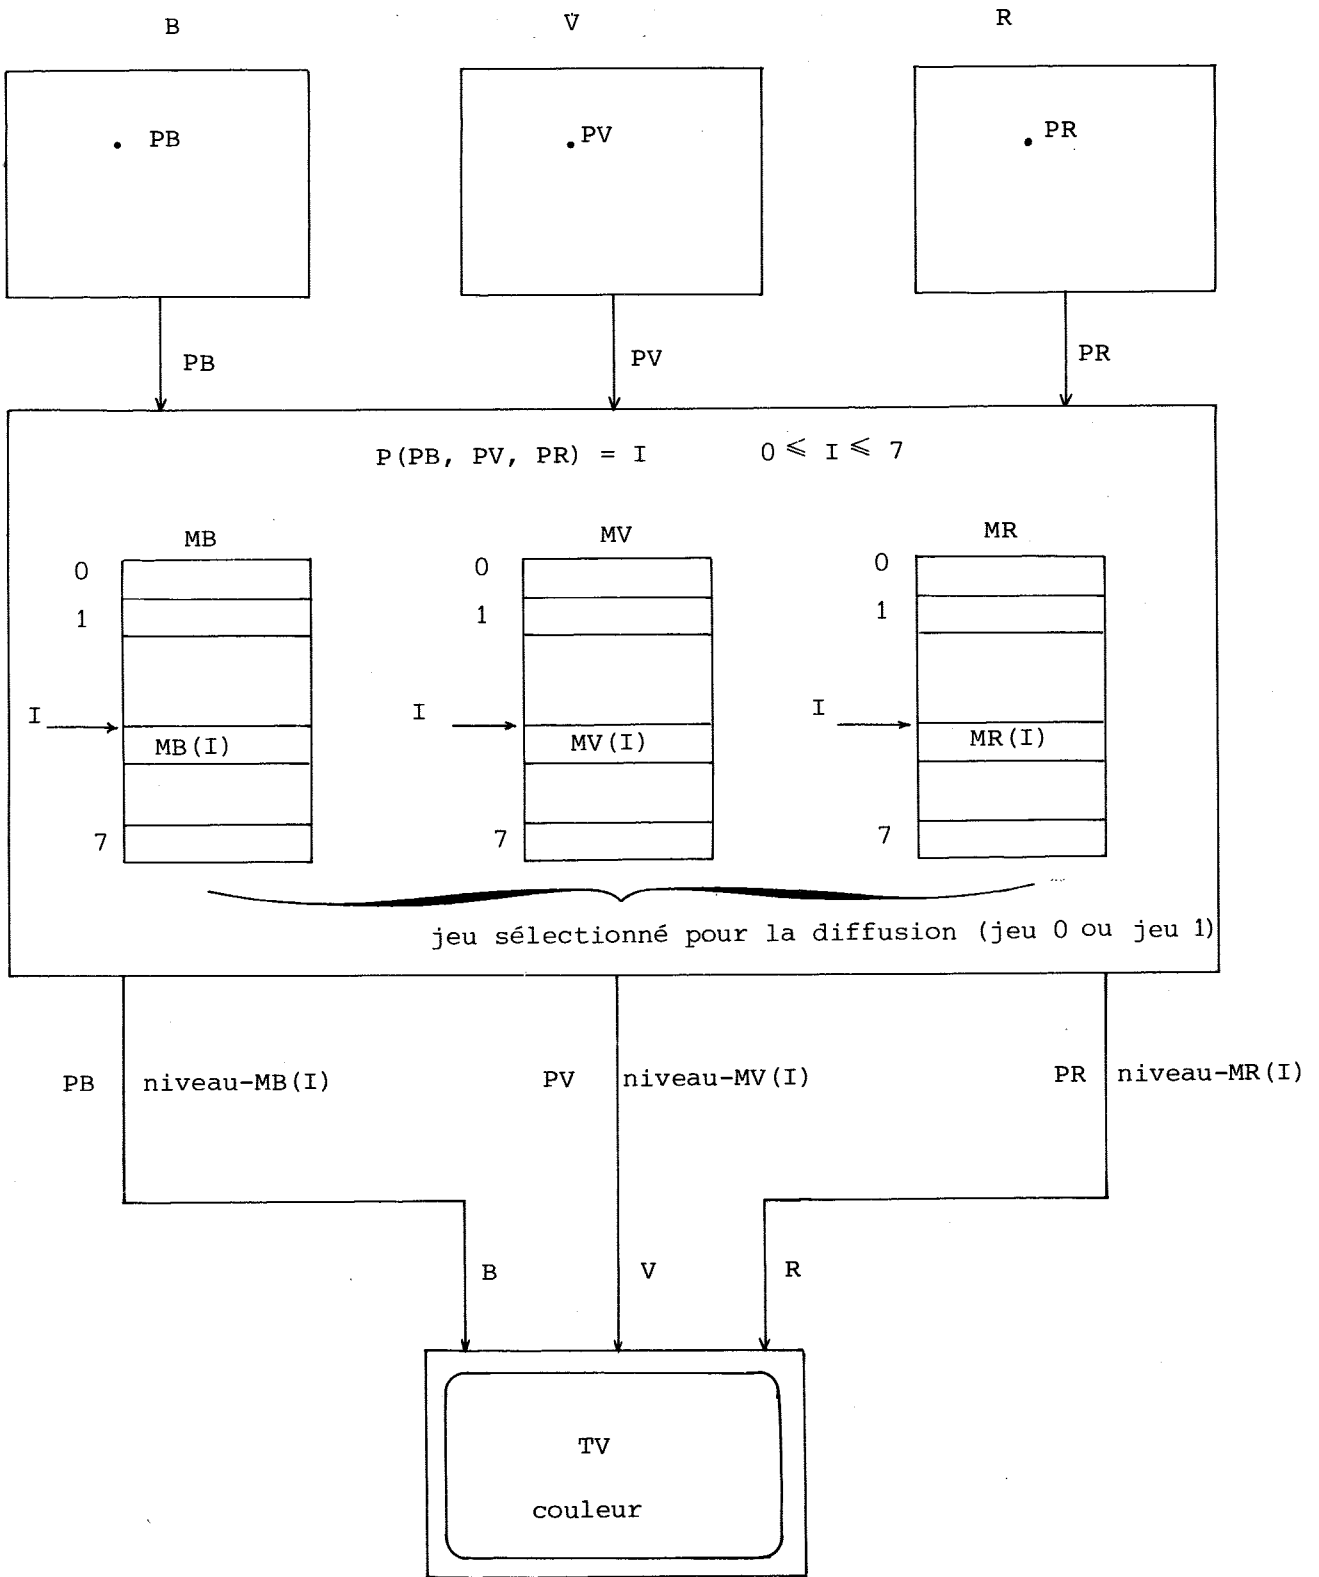 B V R
PB PV PR
PB PV PR
P(PB, PV, PR) = I 0 ⩽ I ⩽ 7
MB MV MR
0 0 0
1 1 1
I I I
MB(I) MV(I) MR(I)
7 7 7
jeu sélectionné pour la diffusion (jeu 0 ou jeu 1)
PB niveau-MB(I) PV niveau-MV(I) PR niveau-MR(I)
B V R
TV
couleur